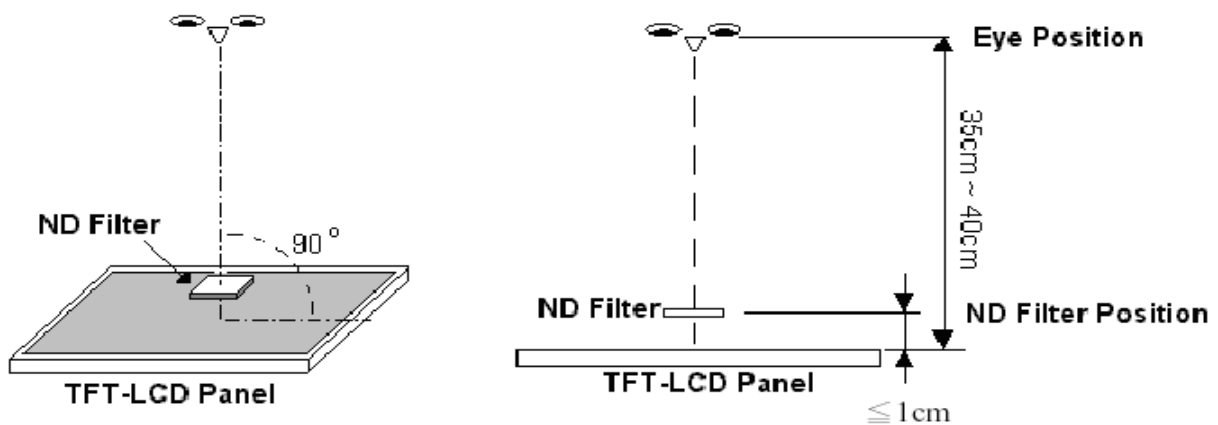 ND Filter
90°
TFT-LCD Panel
Eye Position
35cm ~ 40cm
ND Filter
ND Filter Position
TFT-LCD Panel
≦ 1cm